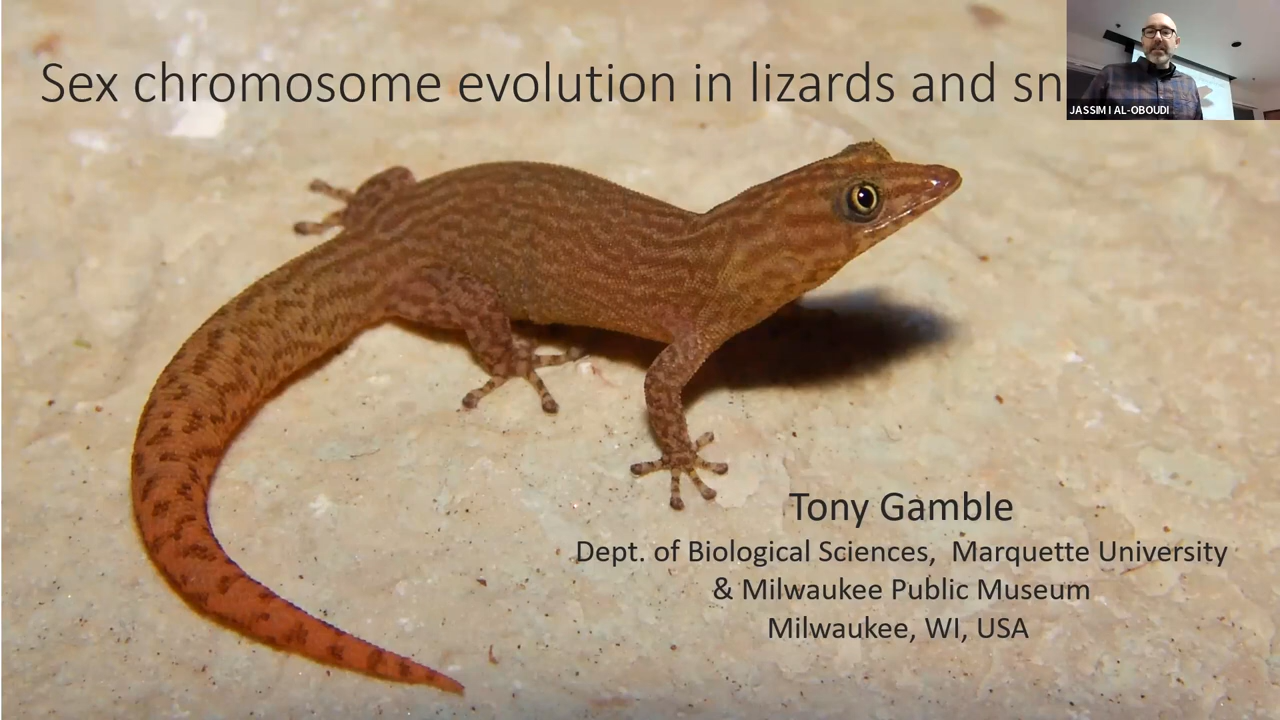 Sex chromosome evolution in lizards and sn
JASSIM I AL-OBOUDI
Tony Gamble
Dept. of Biological Sciences, Marquette University
& Milwaukee Public Museum
Milwaukee, WI, USA